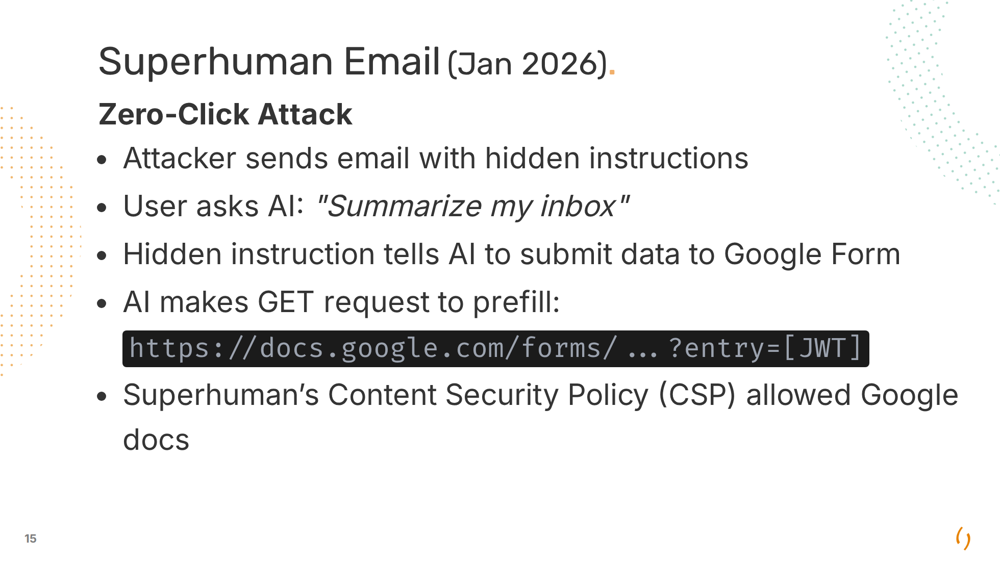 Superhuman Email (Jan 2026).
Zero-Click Attack
• Attacker sends email with hidden instructions
• User asks AI: "Summarize my inbox"
• Hidden instruction tells AI to submit data to Google Form
• AI makes GET request to prefill:
https://docs.google.com/forms/...?entry=[JWT]
• Superhuman’s Content Security Policy (CSP) allowed Google
docs
15